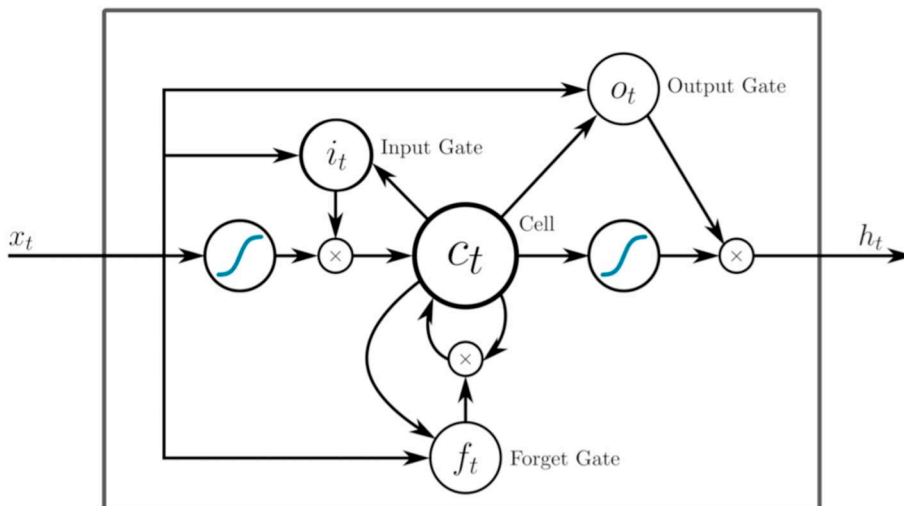 o_t Output Gate
i_t Input Gate
x_t
×
c_t Cell
×
h_t
×
f_t Forget Gate